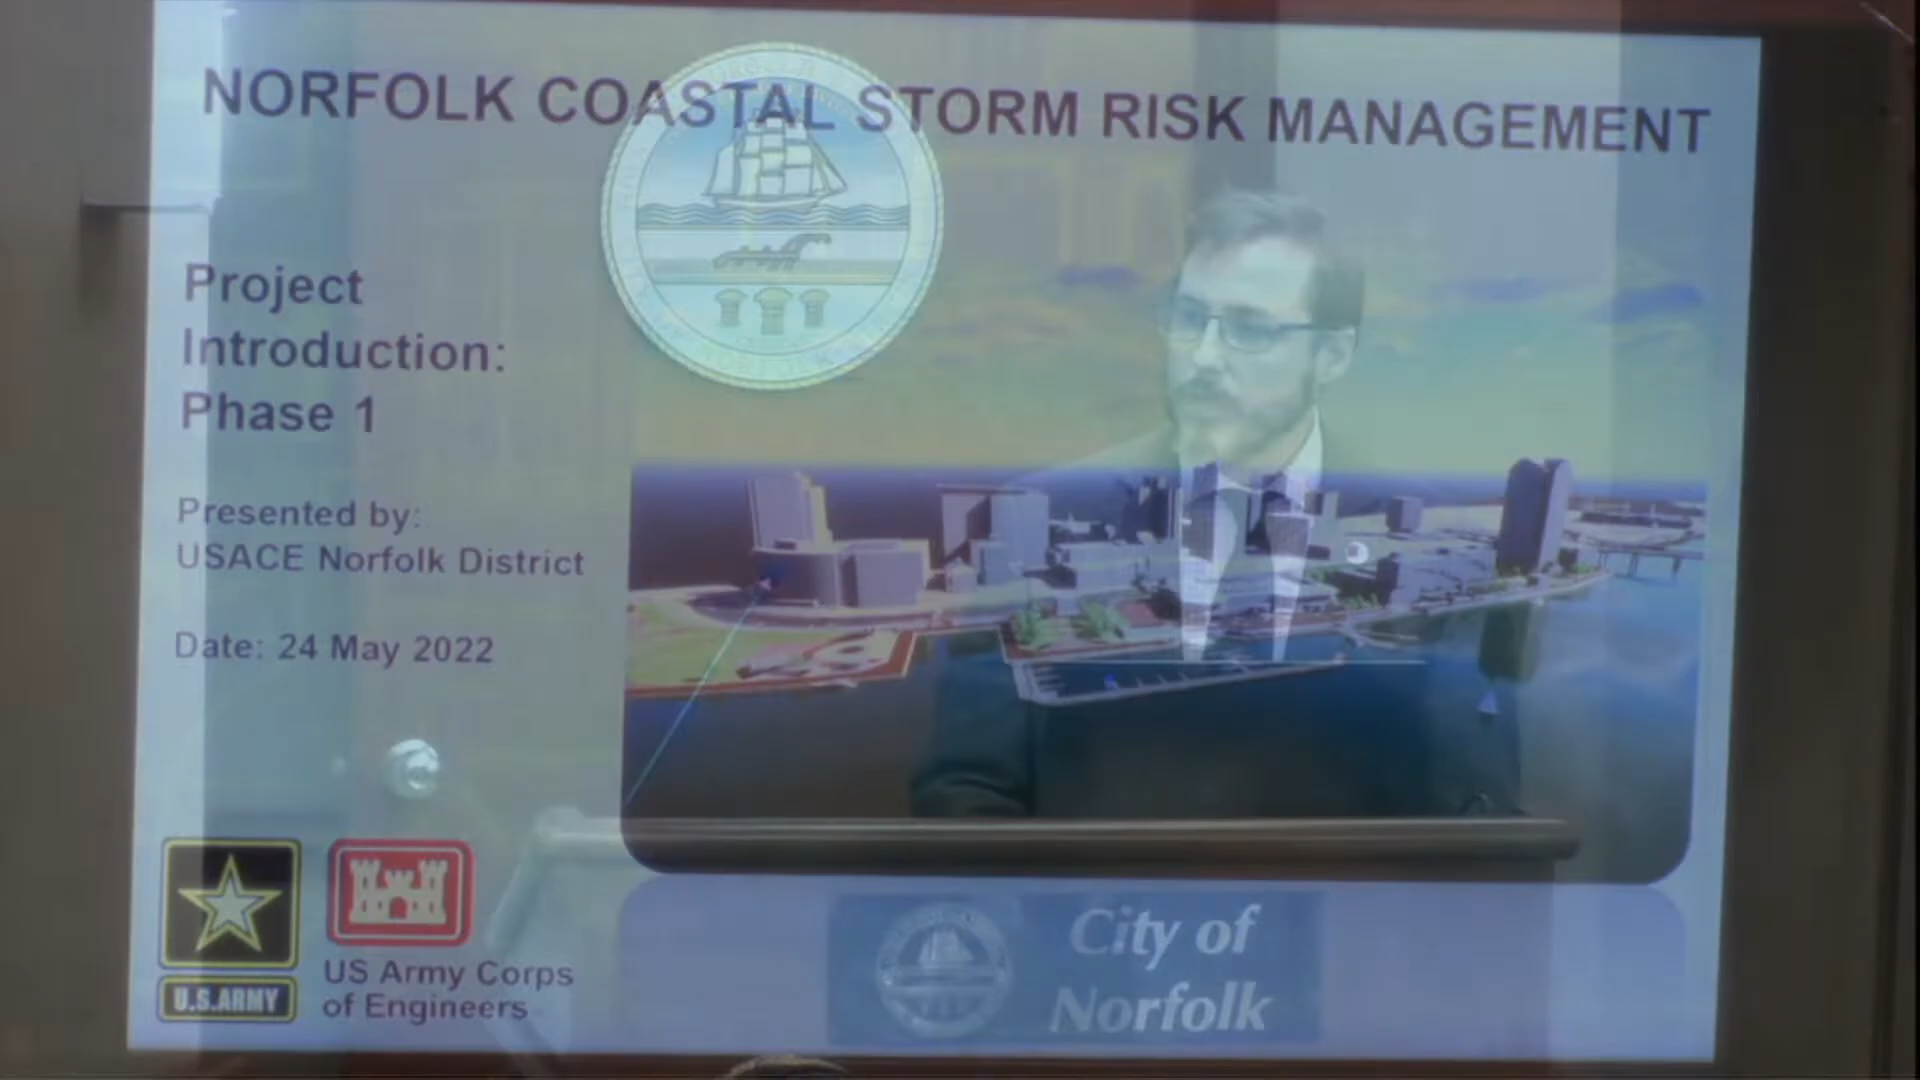 NORFOLK COASTAL STORM RISK MANAGEMENT
Project
Introduction:
Phase 1
Presented by:
USACE Norfolk District
Date: 24 May 2022
U.S.ARMY
US Army Corps
of Engineers
City of
Norfolk